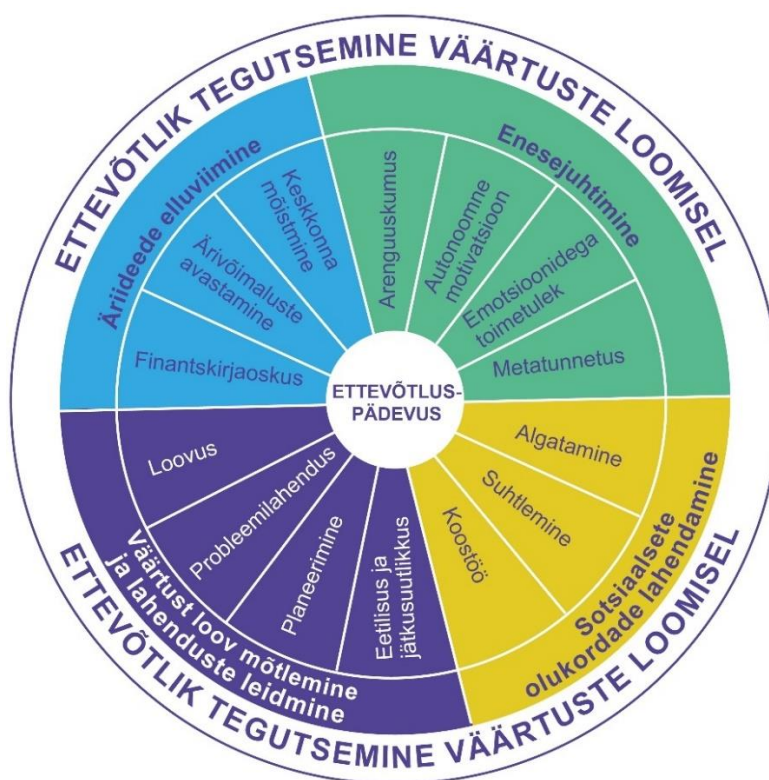 ETTEVÕTLIK TEGUTSEMINE VÄÄRTUSTE LOOMISEL
Enesejuhtimine
Arenguuskumus
Autonoomne
motivatsioon
Emotsioonidega
toimetulek
Metatunnetus
Sotsiaalsete
olukordade lahendamine
Algatamine
Suhtlemine
Koostöö
Väärtust loov mõtlemine
ja lahenduste leidmine
Eetilisus ja
jätkusuutlikkus
Planeerimine
Probleemilahendus
Loovus
Äriideede elluviimine
Finantskirjaoskus
Ärivõimaluste
avastamine
Keskkonna
mõistmine
ETTEVÕTLUS-
PÄDEVUS
ETTEVÕTLIK TEGUTSEMINE VÄÄRTUSTE LOOMISEL